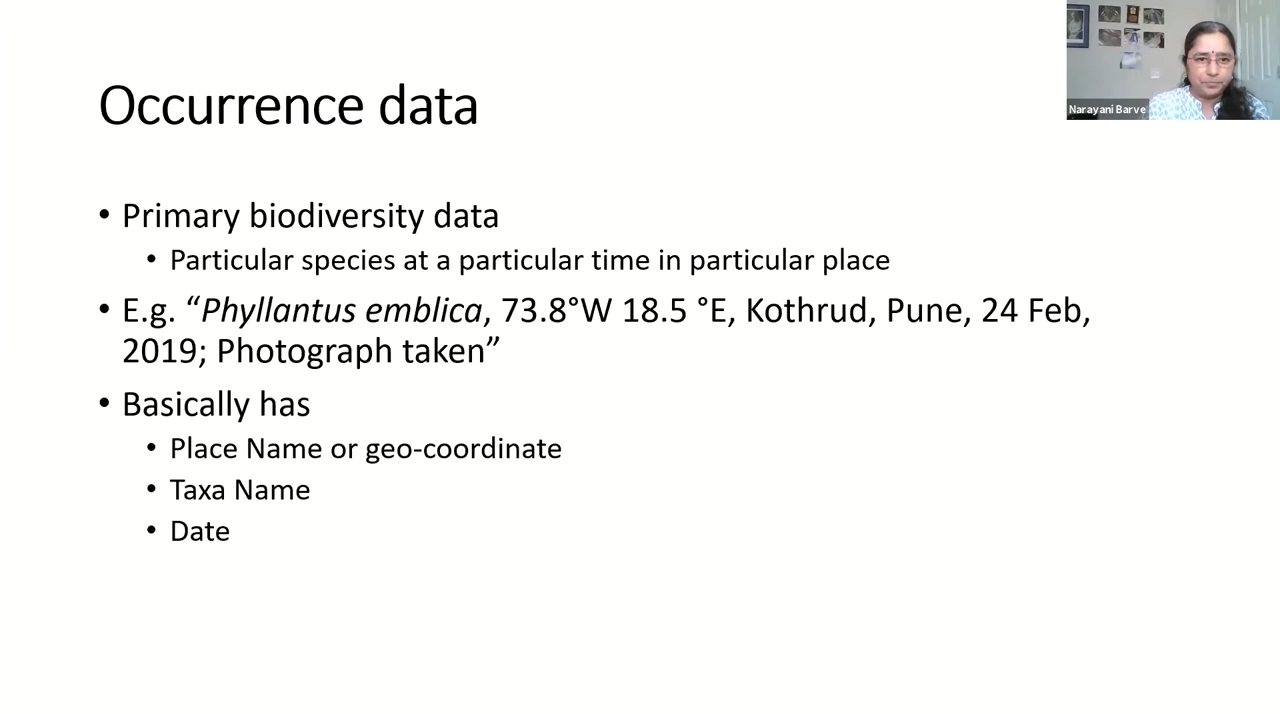 Occurrence data
• Primary biodiversity data
• Particular species at a particular time in particular place
• E.g. “Phyllantus emblica, 73.8°W 18.5 °E, Kothrud, Pune, 24 Feb,
2019; Photograph taken”
• Basically has
• Place Name or geo-coordinate
• Taxa Name
• Date
Narayani Barve